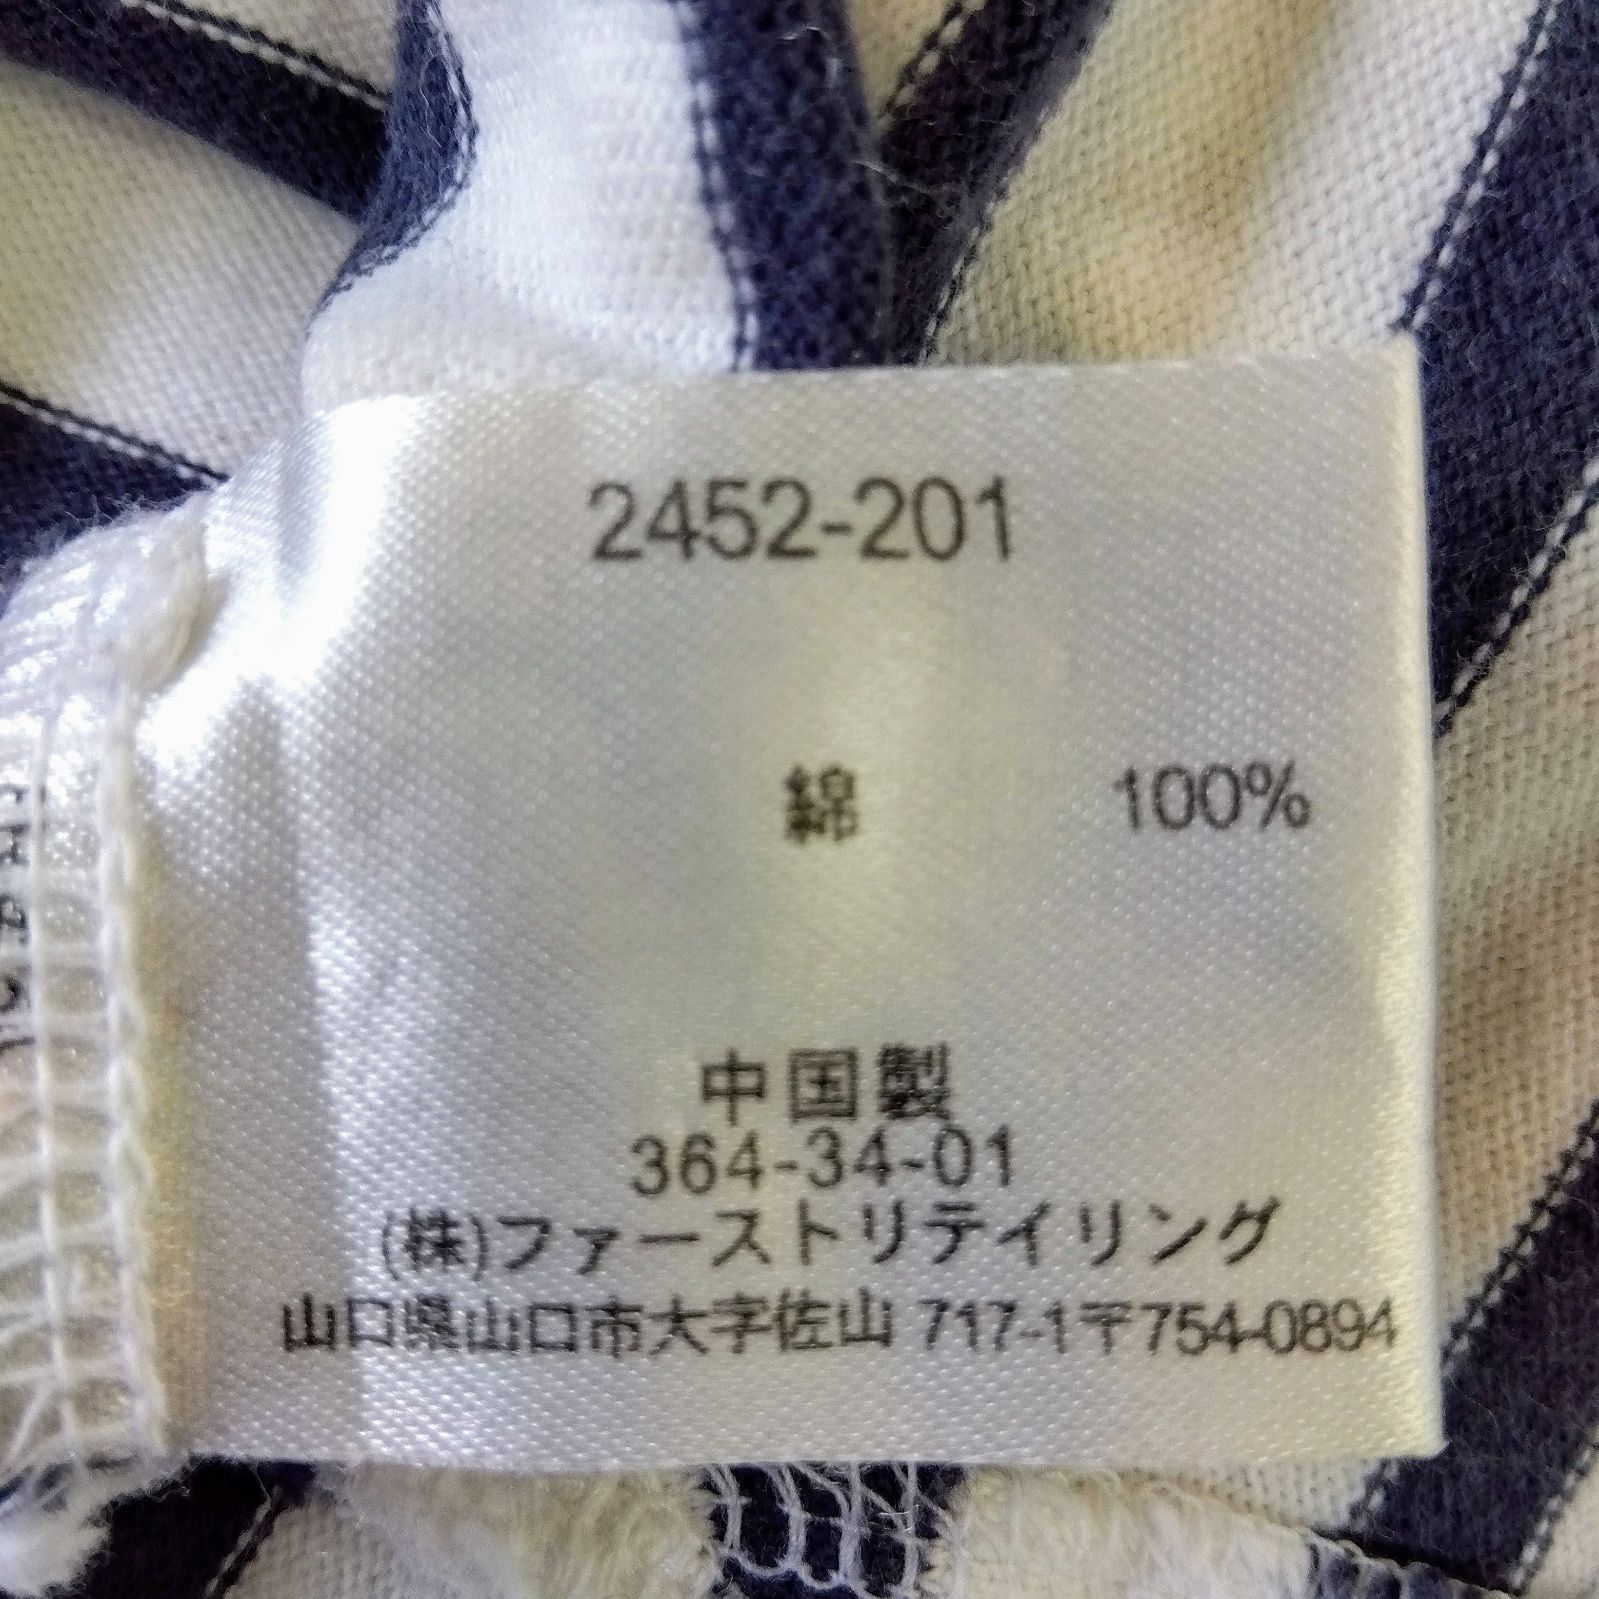 2452-201
綿 100%
中国製
364-34-01
(株)ファーストリテイリング
山口県山口市大字佐山 717-1〒754-0894